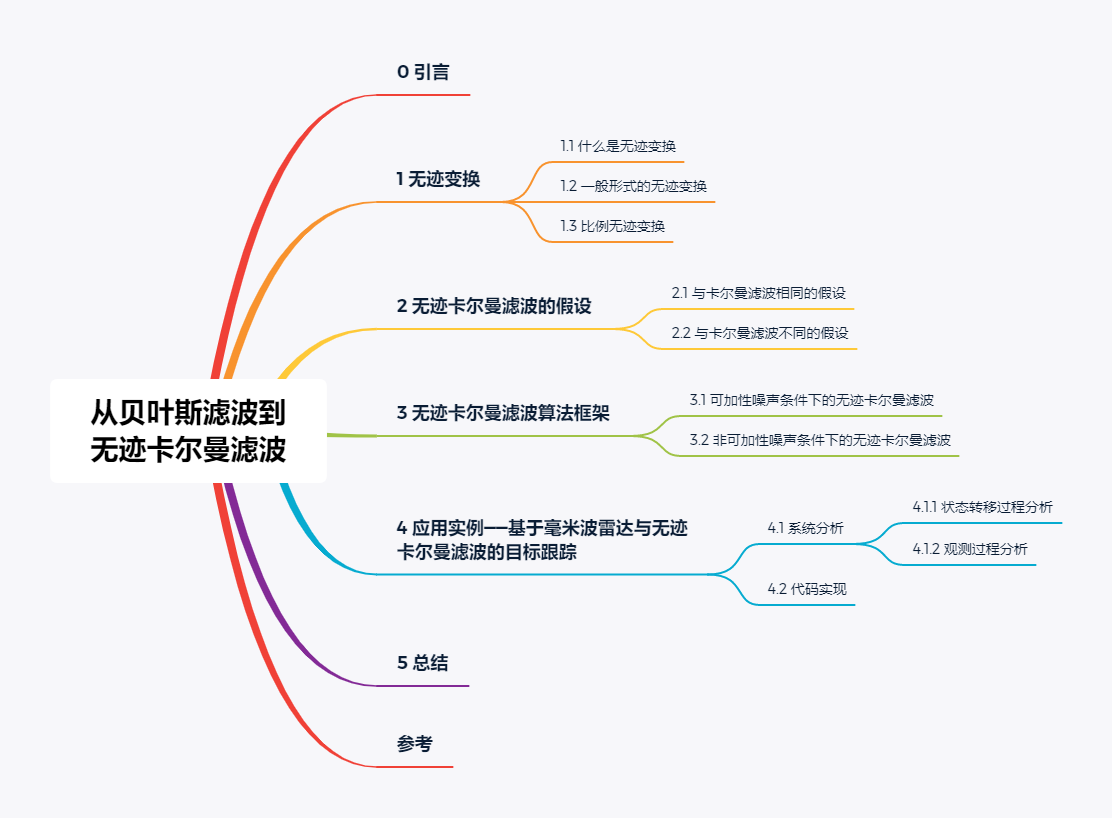 从贝叶斯滤波到
无迹卡尔曼滤波
0 引言
1 无迹变换
1.1 什么是无迹变换
1.2 一般形式的无迹变换
1.3 比例无迹变换
2 无迹卡尔曼滤波的假设
2.1 与卡尔曼滤波相同的假设
2.2 与卡尔曼滤波不同的假设
3 无迹卡尔曼滤波算法框架
3.1 可加性噪声条件下的无迹卡尔曼滤波
3.2 非可加性噪声条件下的无迹卡尔曼滤波
4 应用实例——基于毫米波雷达与无迹
卡尔曼滤波的目标跟踪
4.1 系统分析
4.1.1 状态转移过程分析
4.1.2 观测过程分析
4.2 代码实现
5 总结
参考